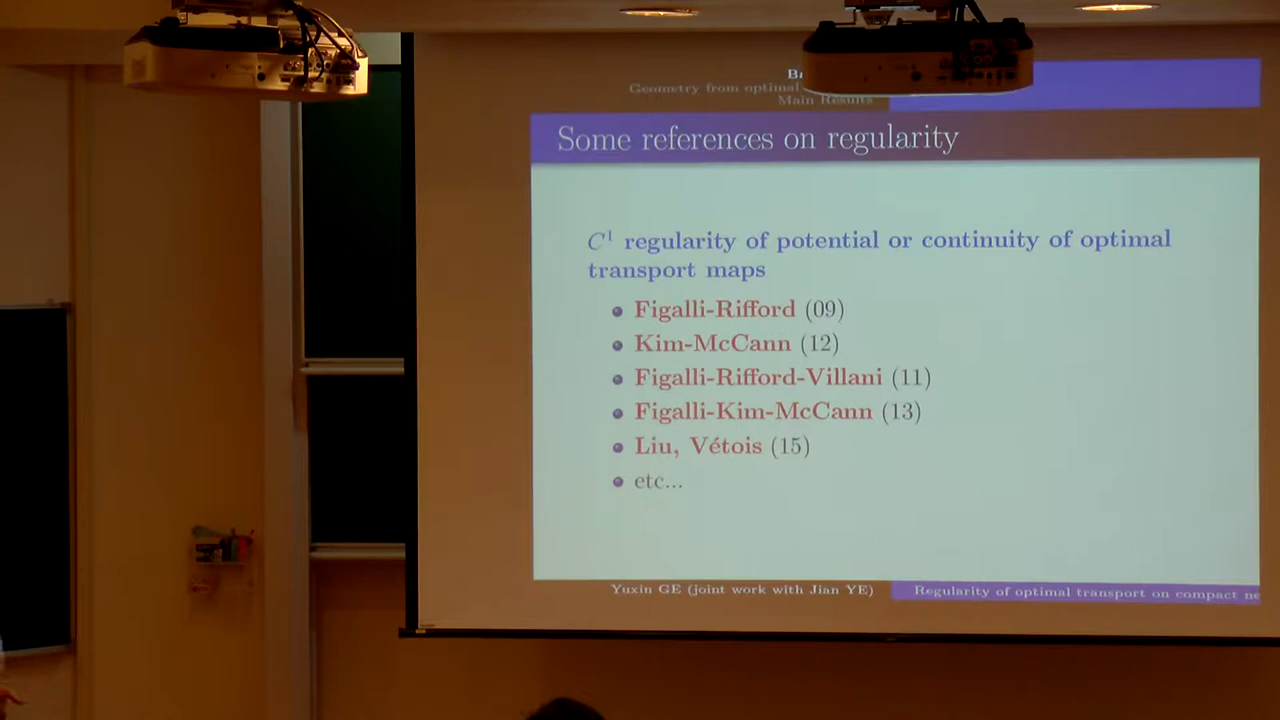 Geometry from optimal
Main Results
Some references on regularity
C¹ regularity of potential or continuity of optimal
transport maps
Figalli-Rifford (09)
Kim-McCann (12)
Figalli-Rifford-Villani (11)
Figalli-Kim-McCann (13)
Liu, Vétois (15)
etc...
Yuxin GE (joint work with Jian YE)
Regularity of optimal transport on compact